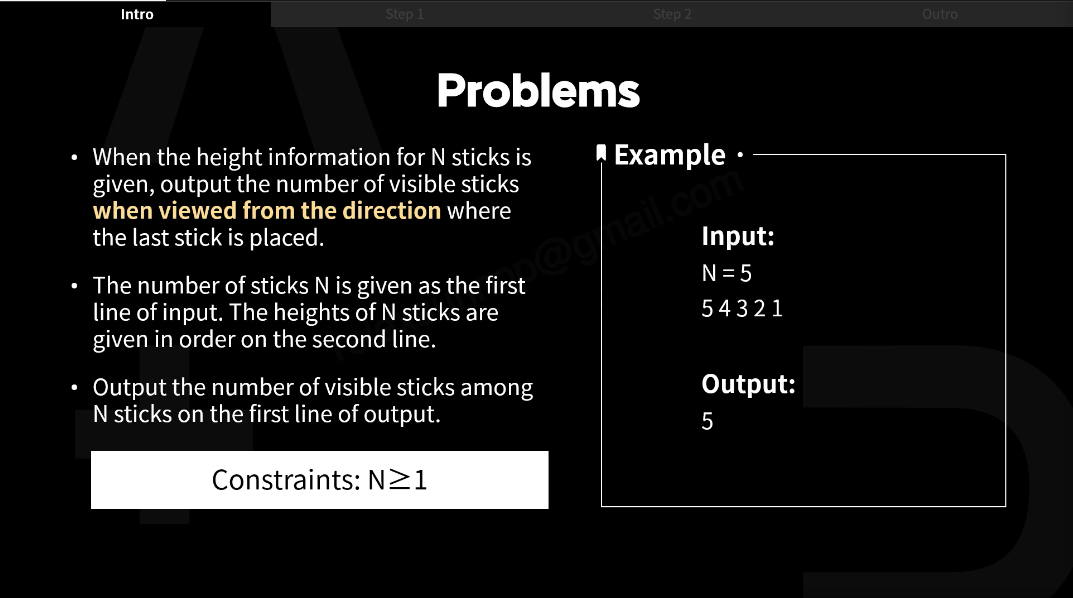 Intro
Step 1
Step 2
Outro
Problems
• When the height information for N sticks is
given, output the number of visible sticks
when viewed from the direction where
the last stick is placed.
• The number of sticks N is given as the first
line of input. The heights of N sticks are
given in order on the second line.
• Output the number of visible sticks among
N sticks on the first line of output.
Constraints: N≥1
Example
Input:
N = 5
5 4 3 2 1
Output:
5
@gmail.com